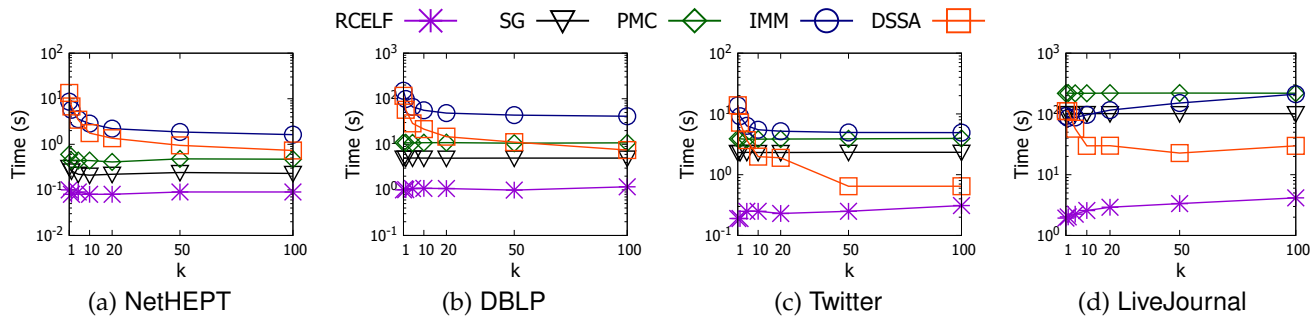 RCELF SG PMC IMM DSSA
10^2 10^3 10^2 10^3
10^1 10^2 10^1 10^2
10^0 10^1 10^0 10^1
10^-1 10^0 10^-1 10^0
10^-2 10^-1
Time (s) Time (s) Time (s) Time (s)
1 10 20 50 100 1 10 20 50 100 1 10 20 50 100 1 10 20 50 100
k k k k
(a) NetHEPT (b) DBLP (c) Twitter (d) LiveJournal